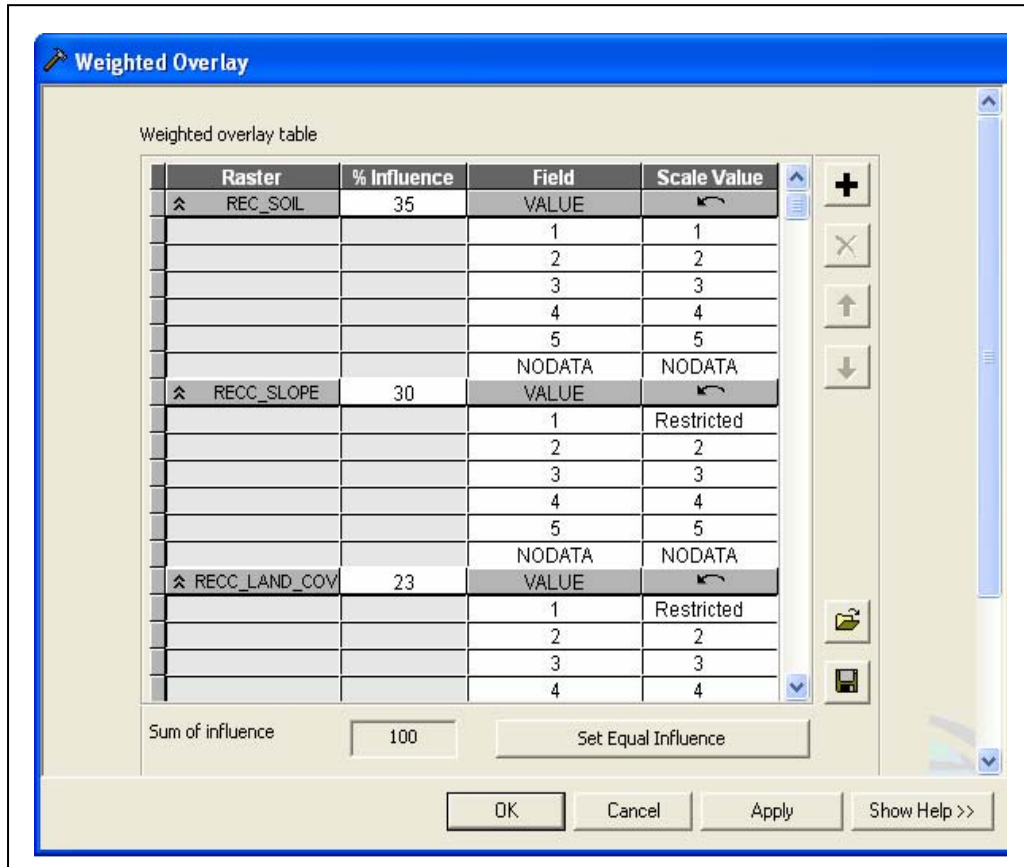 Weighted Overlay
Weighted overlay table
Raster % Influence Field Scale Value
REC_SOIL 35 VALUE
1 1
2 2
3 3
4 4
5 5
NODATA NODATA
RECC_SLOPE 30 VALUE
1 Restricted
2 2
3 3
4 4
5 5
NODATA NODATA
RECC_LAND_COV 23 VALUE
1 Restricted
2 2
3 3
4 4
Sum of influence 100 Set Equal Influence
OK Cancel Apply Show Help >>